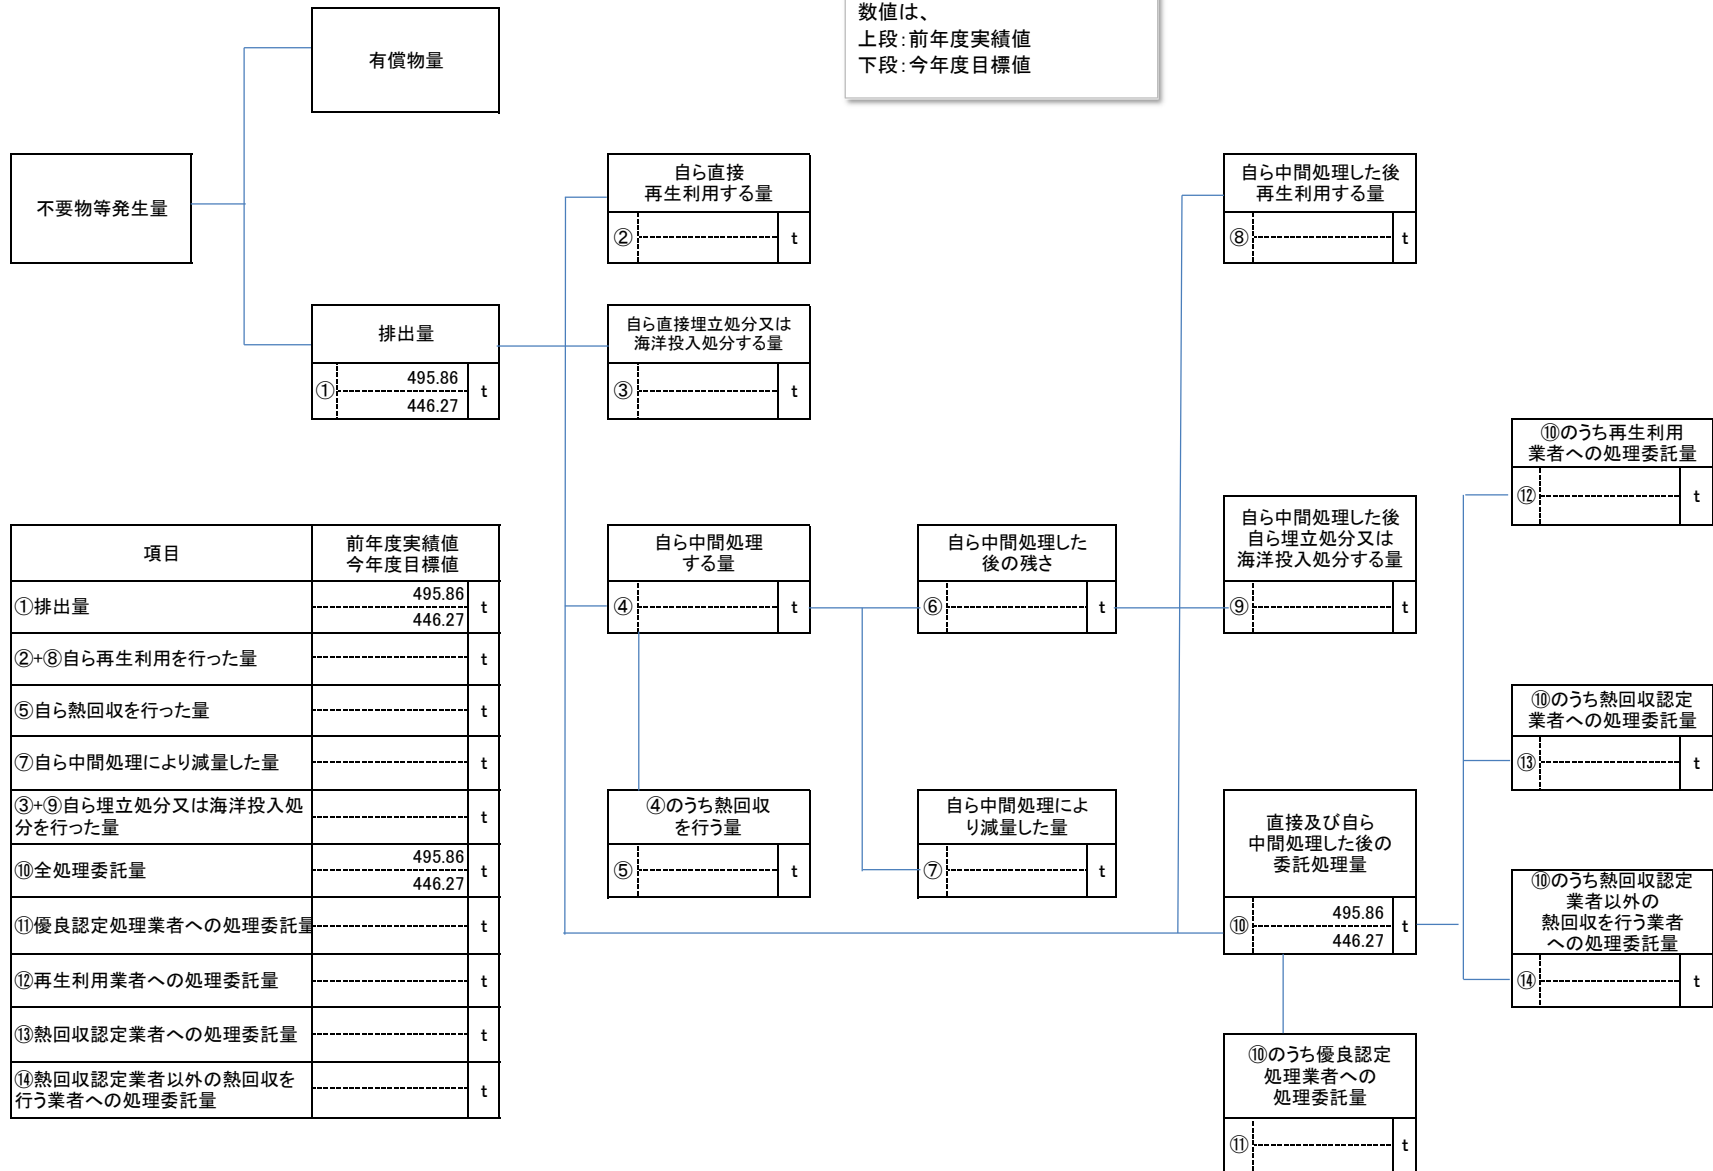 数値は、
上段:前年度実績値
下段:今年度目標値
有償物量
不要物等発生量
自ら直接
再生利用する量
② t
自ら中間処理した後
再生利用する量
⑧ t
排出量
495.86
① t
446.27
自ら直接埋立処分又は
海洋投入処分する量
③ t
⑩のうち再生利用
業者への処理委託量
⑫ t
自ら中間処理
する量
④ t
自ら中間処理した
後の残さ
⑥ t
自ら中間処理した後
自ら埋立処分又は
海洋投入処分する量
⑨ t
⑩のうち熱回収認定
業者への処理委託量
⑬ t
④のうち熱回収
を行う量
⑤ t
自ら中間処理によ
り減量した量
⑦ t
直接及び自ら
中間処理した後の
委託処理量
495.86
⑩ t
446.27
⑩のうち熱回収認定
業者以外の
熱回収を行う業者
への処理委託量
⑭ t
⑩のうち優良認定
処理業者への
処理委託量
⑪ t
項目 前年度実績値
今年度目標値
495.86
①排出量 t
446.27
②+⑧自ら再生利用を行った量 t
⑤自ら熱回収を行った量 t
⑦自ら中間処理により減量した量 t
③+⑨自ら埋立処分又は海洋投入処
分を行った量 t
495.86
⑩全処理委託量 t
446.27
⑪優良認定処理業者への処理委託量 t
⑫再生利用業者への処理委託量 t
⑬熱回収認定業者への処理委託量 t
⑭熱回収認定業者以外の熱回収を
行う業者への処理委託量 t